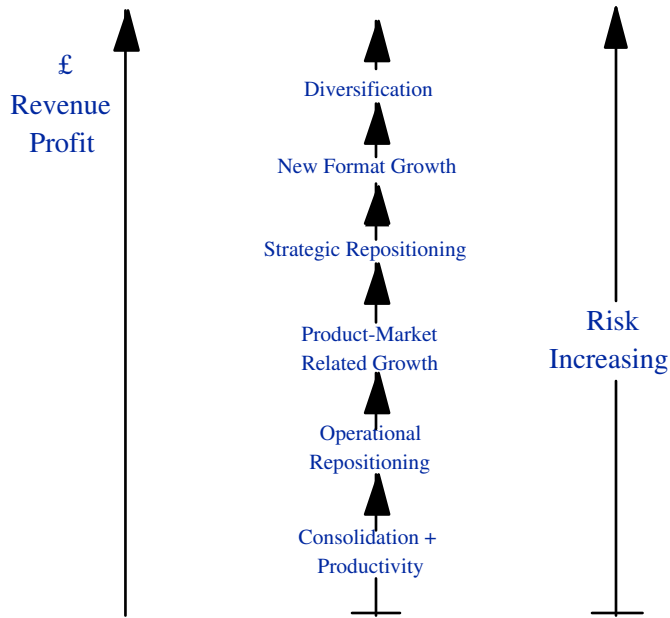 £
Revenue
Profit
Diversification
New Format Growth
Strategic Repositioning
Product-Market
Related Growth
Operational
Repositioning
Consolidation +
Productivity
Risk
Increasing